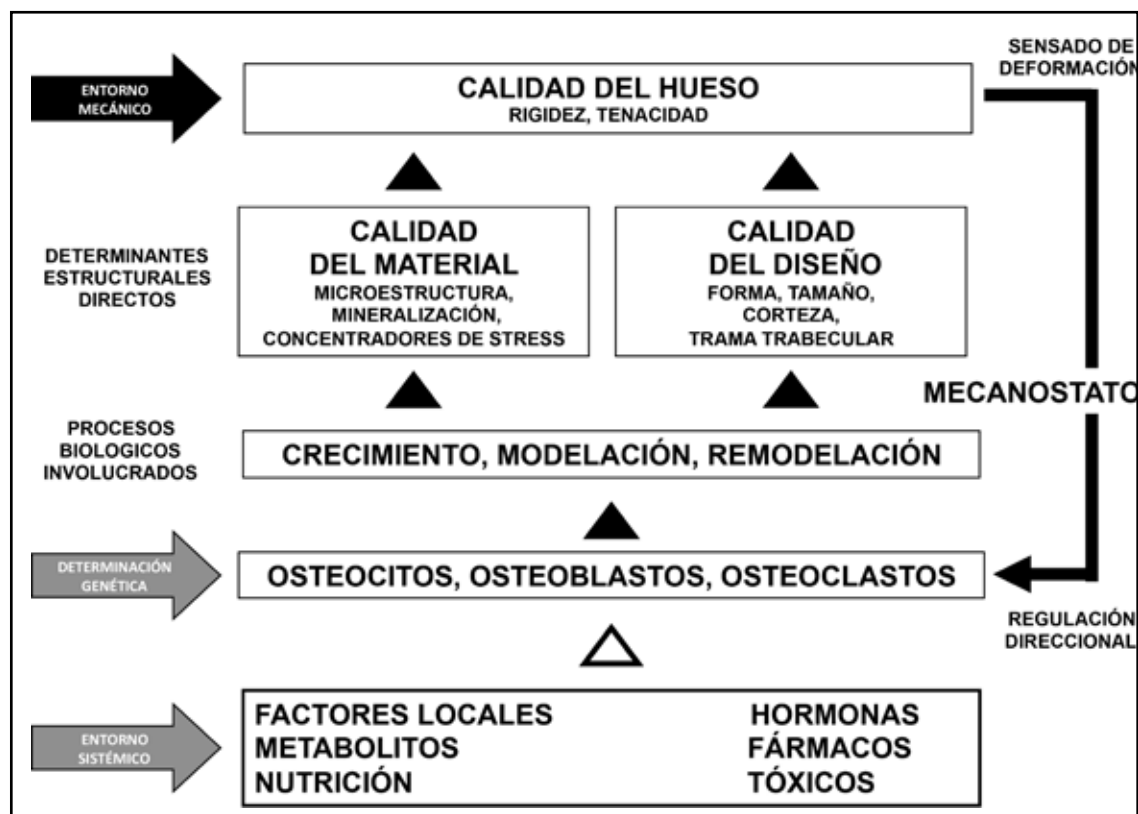 SENSADO DE
DEFORMACIÓN
ENTORNO
MECÁNICO
CALIDAD DEL HUESO
RIGIDEZ, TENACIDAD
DETERMINANTES
ESTRUCTURALES
DIRECTOS
CALIDAD
DEL MATERIAL
MICROESTRUCTURA,
MINERALIZACIÓN,
CONCENTRADORES DE STRESS
CALIDAD
DEL DISEÑO
FORMA, TAMAÑO,
CORTEZA,
TRAMA TRABECULAR
MECANOSTATO
PROCESOS
BIOLOGICOS
INVOLUCRADOS
CRECIMIENTO, MODELACIÓN, REMODELACIÓN
DETERMINACIÓN
GENÉTICA
OSTEOCITOS, OSTEOBLASTOS, OSTEOCLASTOS
REGULACIÓN
DIRECCIONAL
ENTORNO
SISTÉMICO
FACTORES LOCALES
METABOLITOS
NUTRICIÓN
HORMONAS
FÁRMACOS
TÓXICOS